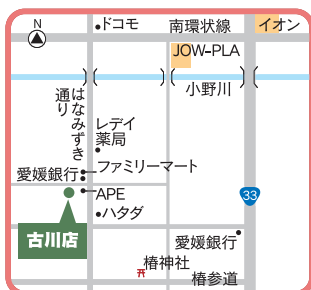 N
ドコモ
南環状線
イオン
JOW-PLA
小野川
はなみずき
通り
レデイ
薬局
ファミリーマート
愛媛銀行
APE
33
ハタダ
古川店
愛媛銀行
椿神社
椿参道